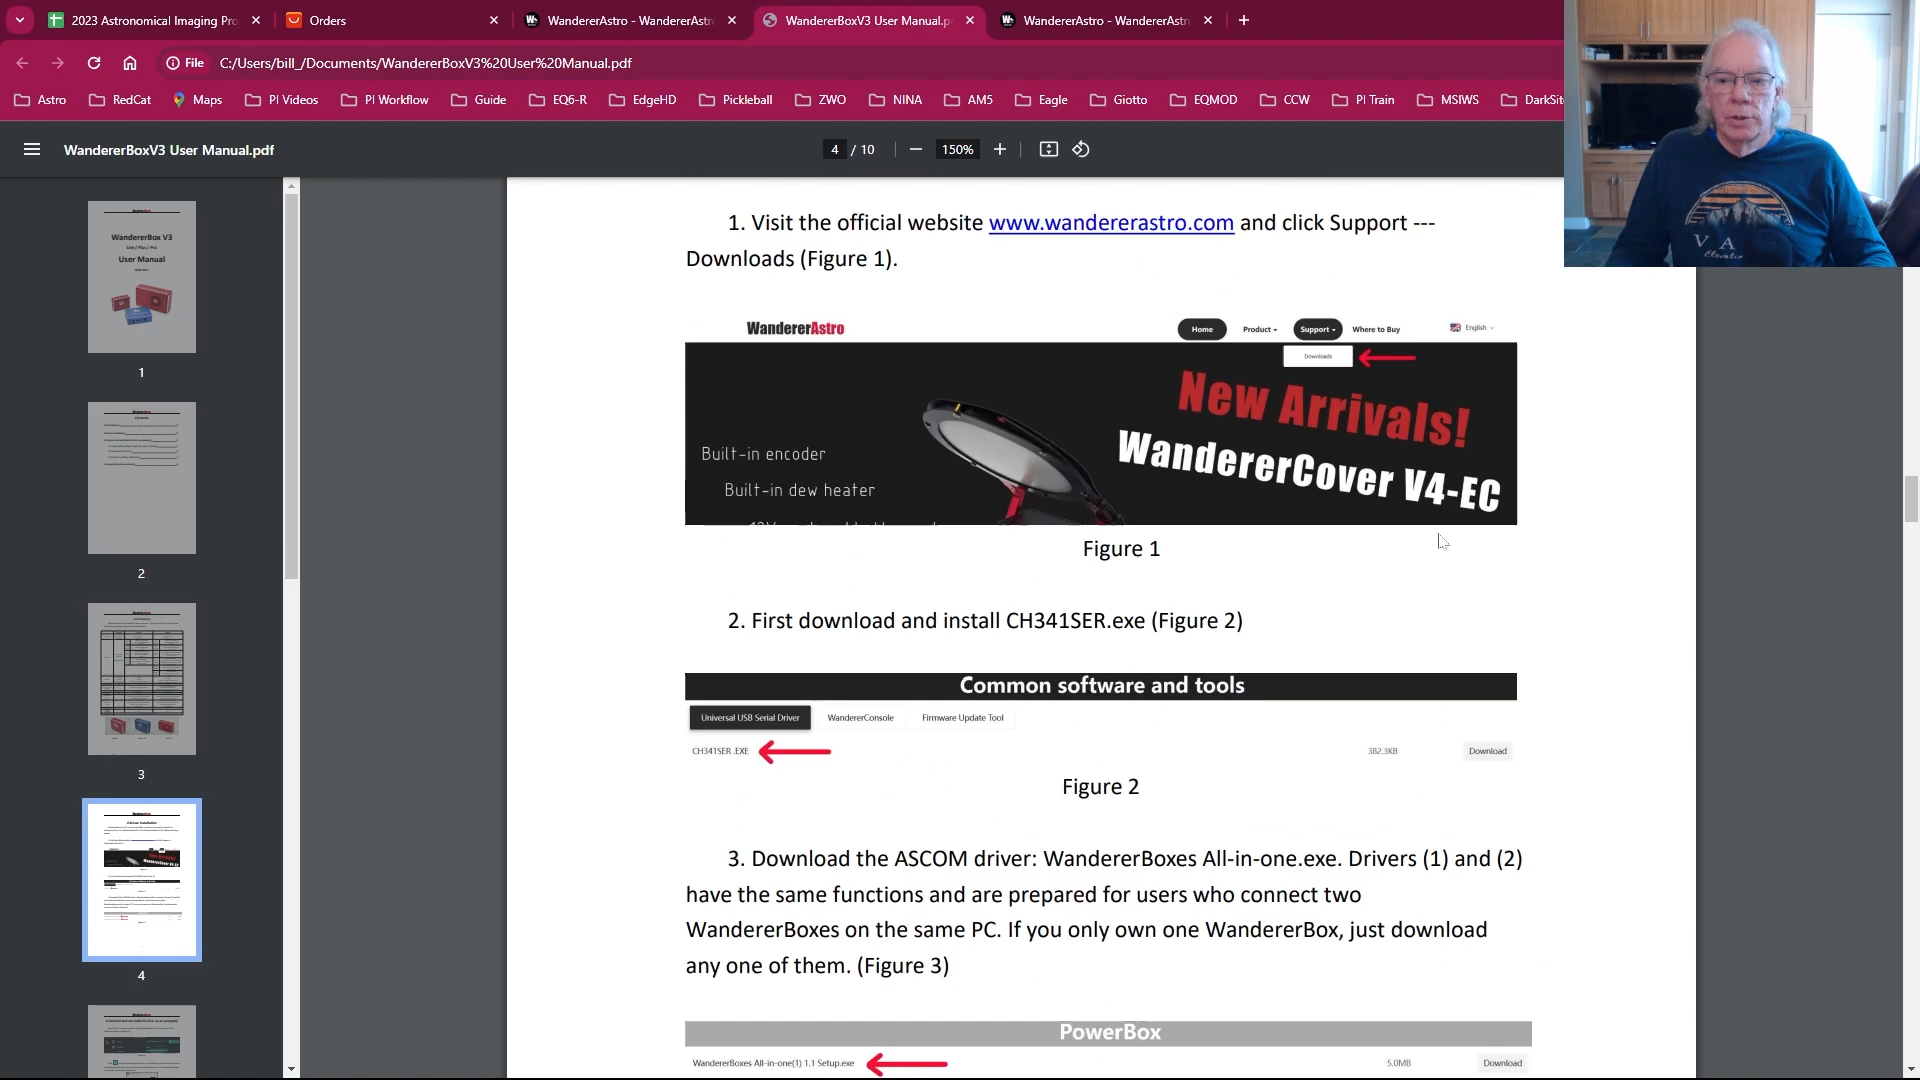 2023 Astronomical Imaging Pro
Orders
WandererAstro - WandererAstr
WandererBoxV3 User Manual.p
WandererAstro - WandererAstr
File
C:/Users/bill_/Documents/WandererBoxV3%20User%20Manual.pdf
Astro
RedCat
Maps
PI Videos
PI Workflow
Guide
EQ6-R
EdgeHD
Pickleball
ZWO
NINA
AM5
Eagle
Giotto
EQMOD
CCW
PI Train
MSIWS
DarkSit
WandererBoxV3 User Manual.pdf
4 / 10
150%
WandererBox V3
Lite / Plus / Pro
User Manual
1
2
3
4
1. Visit the official website www.wandererastro.com and click Support ---
Downloads (Figure 1).
WandererAstro
Home
Product
Support
Where to Buy
English
Downloads
New Arrivals!
WandererCover V4-EC
Built-in encoder
Built-in dew heater
Figure 1
2. First download and install CH341SER.exe (Figure 2)
Common software and tools
Universal USB Serial Driver
WandererConsole
Firmware Update Tool
CH341SER .EXE
382.3KB
Download
Figure 2
3. Download the ASCOM driver: WandererBoxes All-in-one.exe. Drivers (1) and (2)
have the same functions and are prepared for users who connect two
WandererBoxes on the same PC. If you only own one WandererBox, just download
any one of them. (Figure 3)
PowerBox
WandererBoxes All-in-one(1) 1.1 Setup.exe
5.0MB
Download
V A